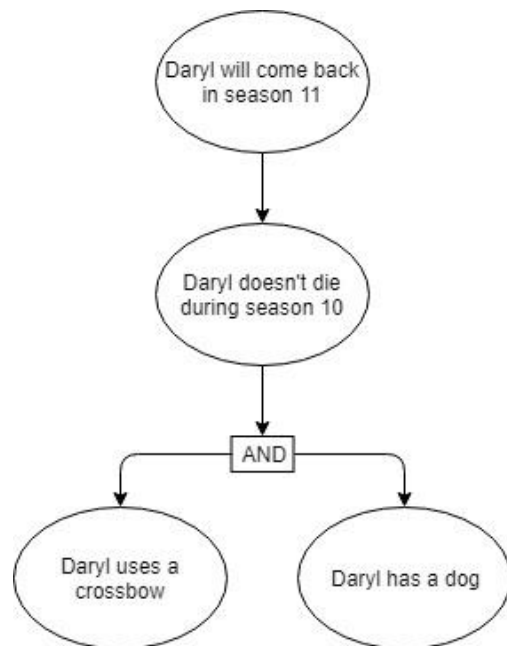 Daryl will come back
in season 11
Daryl doesn't die
during season 10
AND
Daryl uses a
crossbow
Daryl has a dog